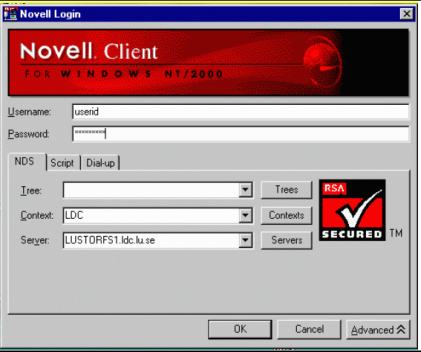 Novell Login
Novell. Client
FOR WINDOWS NT/2000
Username: userid
Password: *********
NDS Script Dial-up
Tree: Trees
Context: LDC Contexts
Server: LUSTORFS1.ldc.lu.se Servers
RSA
SECURED TM
OK Cancel Advanced